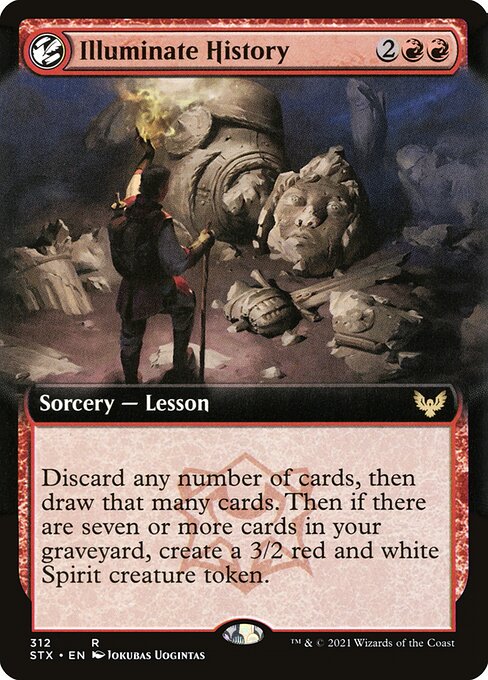 Illuminate History 2
Sorcery — Lesson
Discard any number of cards, then
draw that many cards. Then if there
are seven or more cards in your
graveyard, create a 3/2 red and white
Spirit creature token.
312 R
STX • EN Jokubas Uogintas
™ & © 2021 Wizards of the Coast